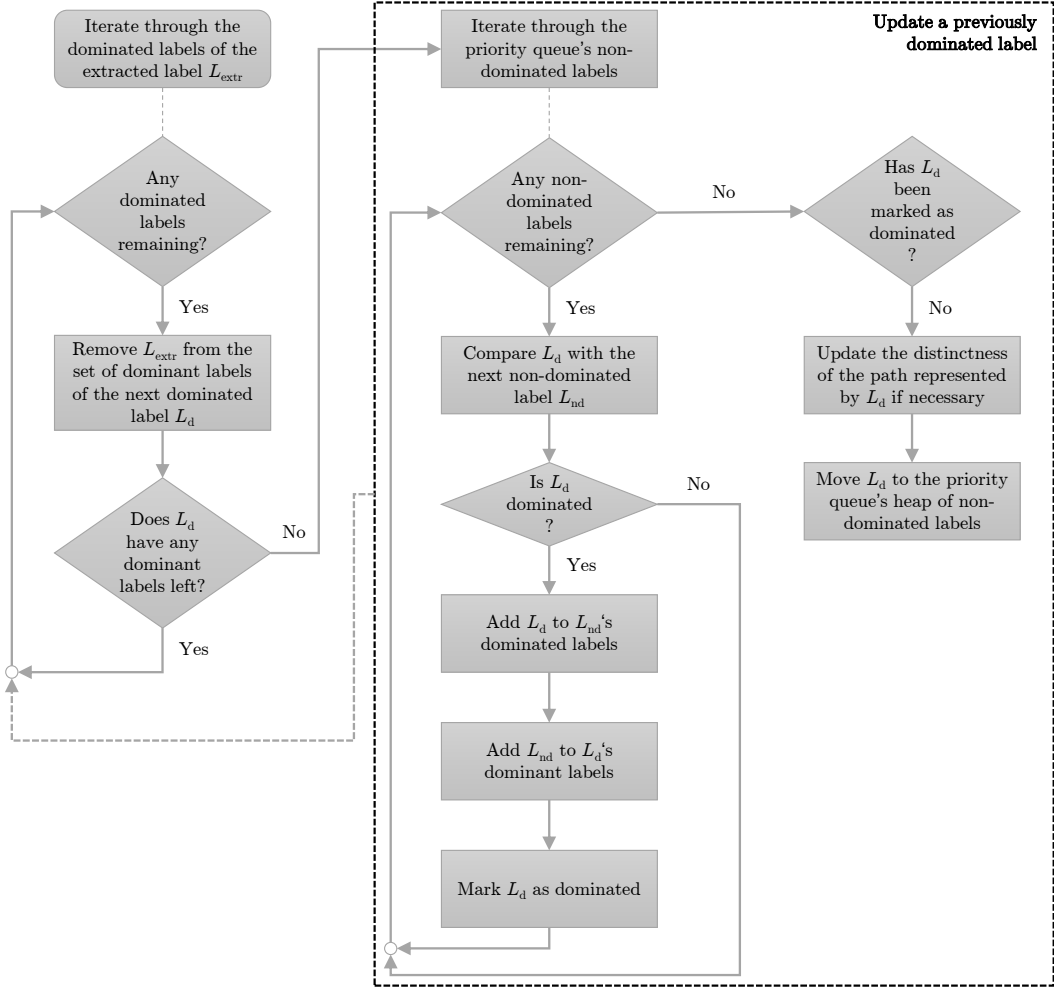 Iterate through the
dominated labels of the
extracted label L_extr
Any
dominated
labels
remaining?
Yes
Remove L_extr from the
set of dominant labels
of the next dominated
label L_d
Does L_d
have any
dominant
labels left?
No
Yes
Update a previously
dominated label
Iterate through the
priority queue's non-
dominated labels
Any non-
dominated
labels
remaining?
No
Yes
Compare L_d with the
next non-dominated
label L_nd
Is L_d
dominated
?
No
Yes
Add L_d to L_nd‘s
dominated labels
Add L_nd to L_d‘s
dominant labels
Mark L_d as dominated
Has L_d
been
marked as
dominated
?
No
Update the distinctness
of the path represented
by L_d if necessary
Move L_d to the priority
queue's heap of non-
dominated labels